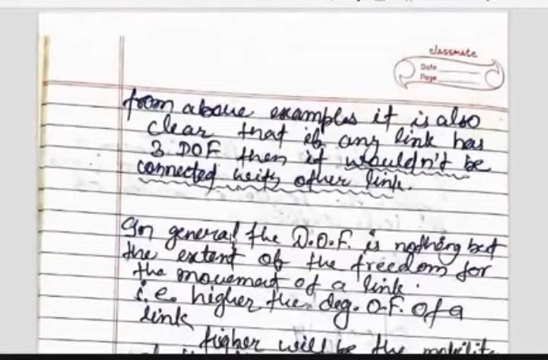 classmate
Date
Page
from above examples it is also
clear that if any link has
3 DOF then it wouldn't be
connected with other link.
In general the D.O.F. is nothing but
the extent of the freedom for
the movement of a link.
i.e. higher the deg. O.F. of a
link
higher will be the mobility